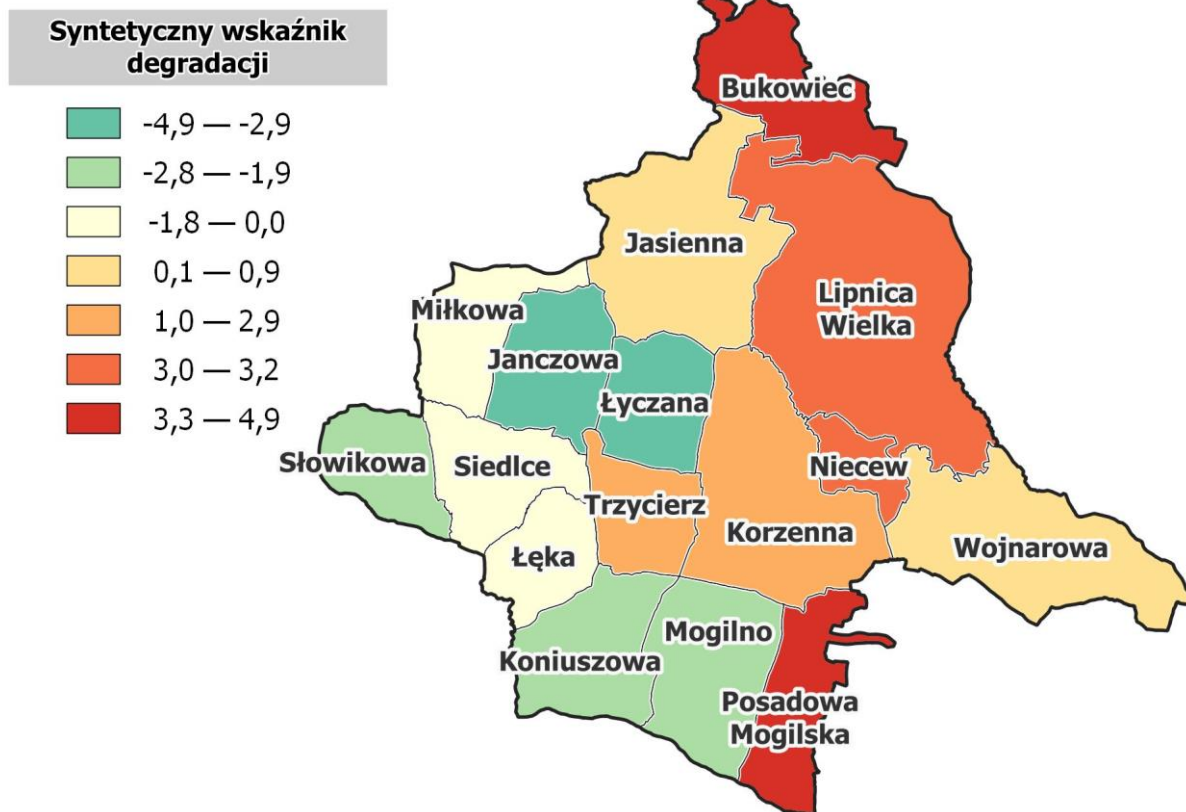 Syntetyczny wskaźnik
degradacji
-4,9 — -2,9
-2,8 — -1,9
-1,8 — 0,0
0,1 — 0,9
1,0 — 2,9
3,0 — 3,2
3,3 — 4,9
Bukowiec
Jasienna
Lipnica
Wielka
Miłkowa
Janczowa
Łyczana
Słowikowa
Siedlce
Niecew
Trzycierz
Korzenna
Wojnarowa
Łęka
Mogilno
Koniuszowa
Posadowa
Mogilska